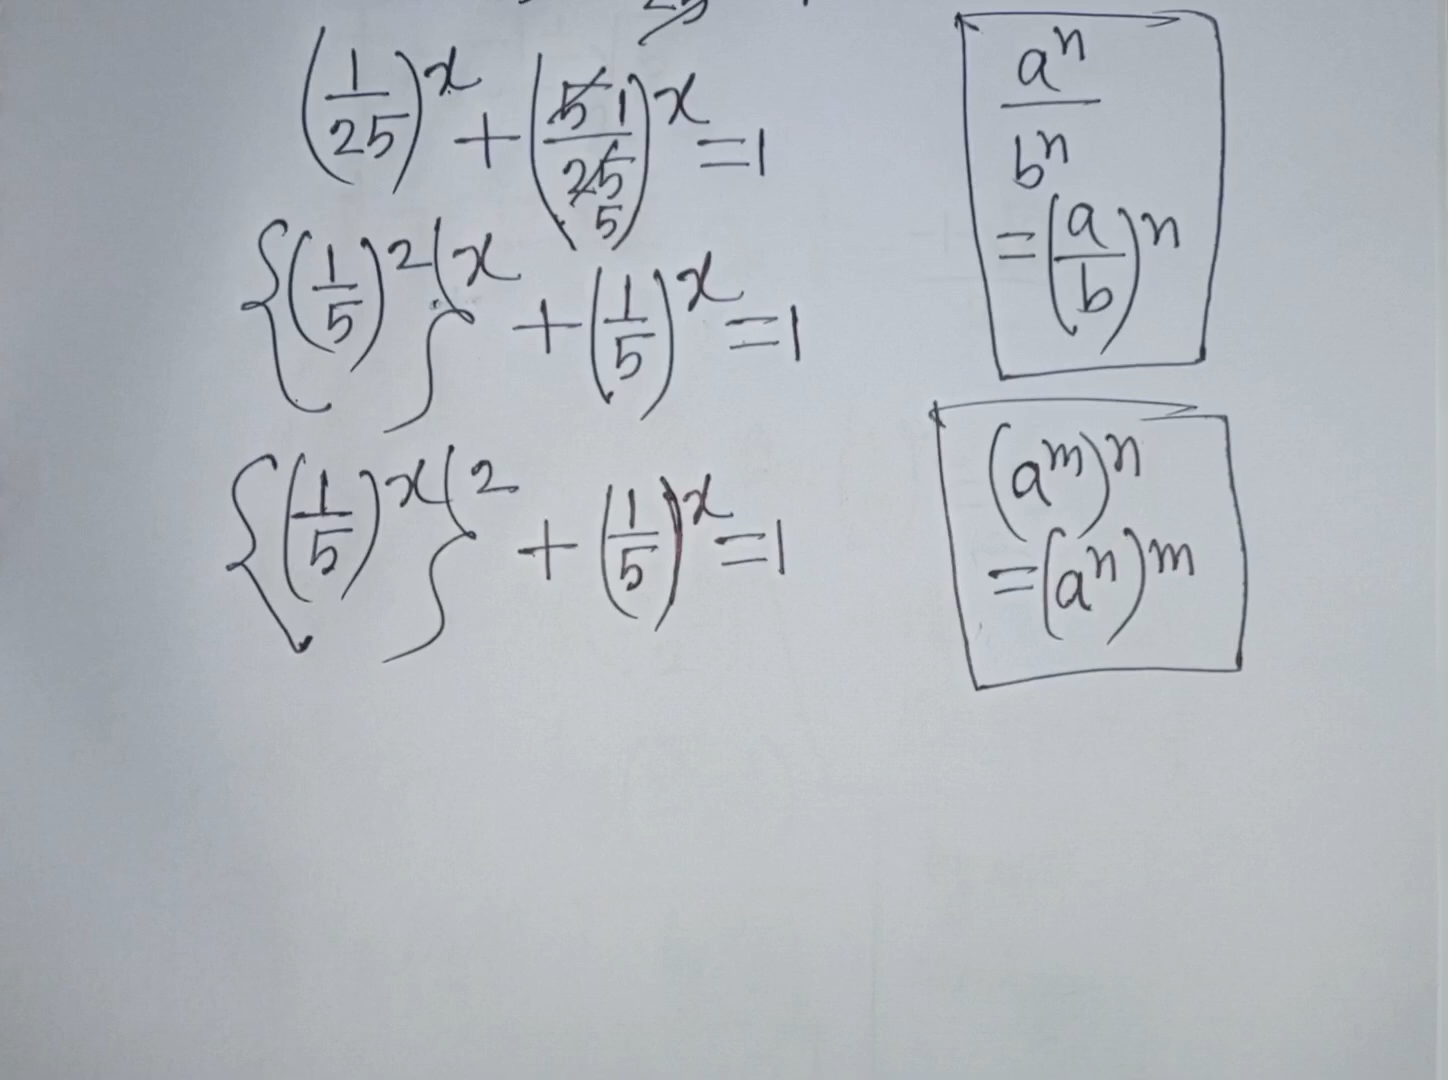 (1/25)^x + (5 1/25 5)^x = 1
{(1/5)^2}^x + (1/5)^x = 1
{(1/5)^x}^2 + (1/5)^x = 1
a^n/b^n
= (a/b)^n
(a^m)^n
= (a^n)^m